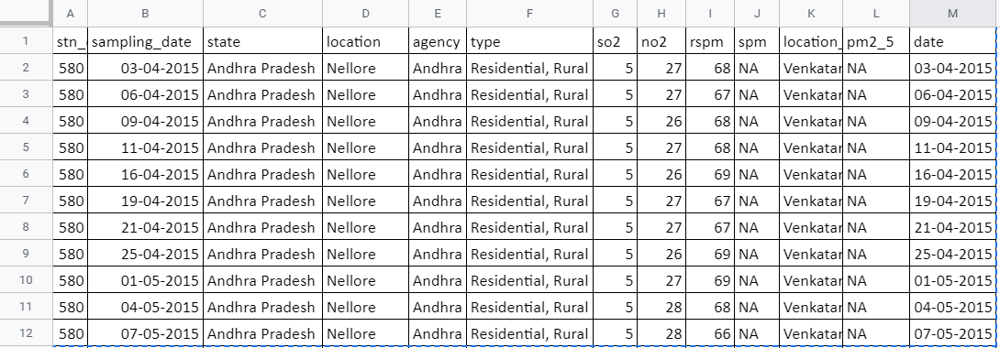 A B C D E F G H I J K L M
1 stn_ sampling_date state location agency type so2 no2 rspm spm location_ pm2_5 date
2 580 03-04-2015 Andhra Pradesh Nellore Andhra Residential, Rural 5 27 68 NA Venkatar NA 03-04-2015
3 580 06-04-2015 Andhra Pradesh Nellore Andhra Residential, Rural 5 27 67 NA Venkatar NA 06-04-2015
4 580 09-04-2015 Andhra Pradesh Nellore Andhra Residential, Rural 5 26 68 NA Venkatar NA 09-04-2015
5 580 11-04-2015 Andhra Pradesh Nellore Andhra Residential, Rural 5 27 68 NA Venkatar NA 11-04-2015
6 580 16-04-2015 Andhra Pradesh Nellore Andhra Residential, Rural 5 26 69 NA Venkatar NA 16-04-2015
7 580 19-04-2015 Andhra Pradesh Nellore Andhra Residential, Rural 5 27 67 NA Venkatar NA 19-04-2015
8 580 21-04-2015 Andhra Pradesh Nellore Andhra Residential, Rural 5 27 67 NA Venkatar NA 21-04-2015
9 580 25-04-2015 Andhra Pradesh Nellore Andhra Residential, Rural 5 26 69 NA Venkatar NA 25-04-2015
10 580 01-05-2015 Andhra Pradesh Nellore Andhra Residential, Rural 5 27 69 NA Venkatar NA 01-05-2015
11 580 04-05-2015 Andhra Pradesh Nellore Andhra Residential, Rural 5 28 68 NA Venkatar NA 04-05-2015
12 580 07-05-2015 Andhra Pradesh Nellore Andhra Residential, Rural 5 28 66 NA Venkatar NA 07-05-2015